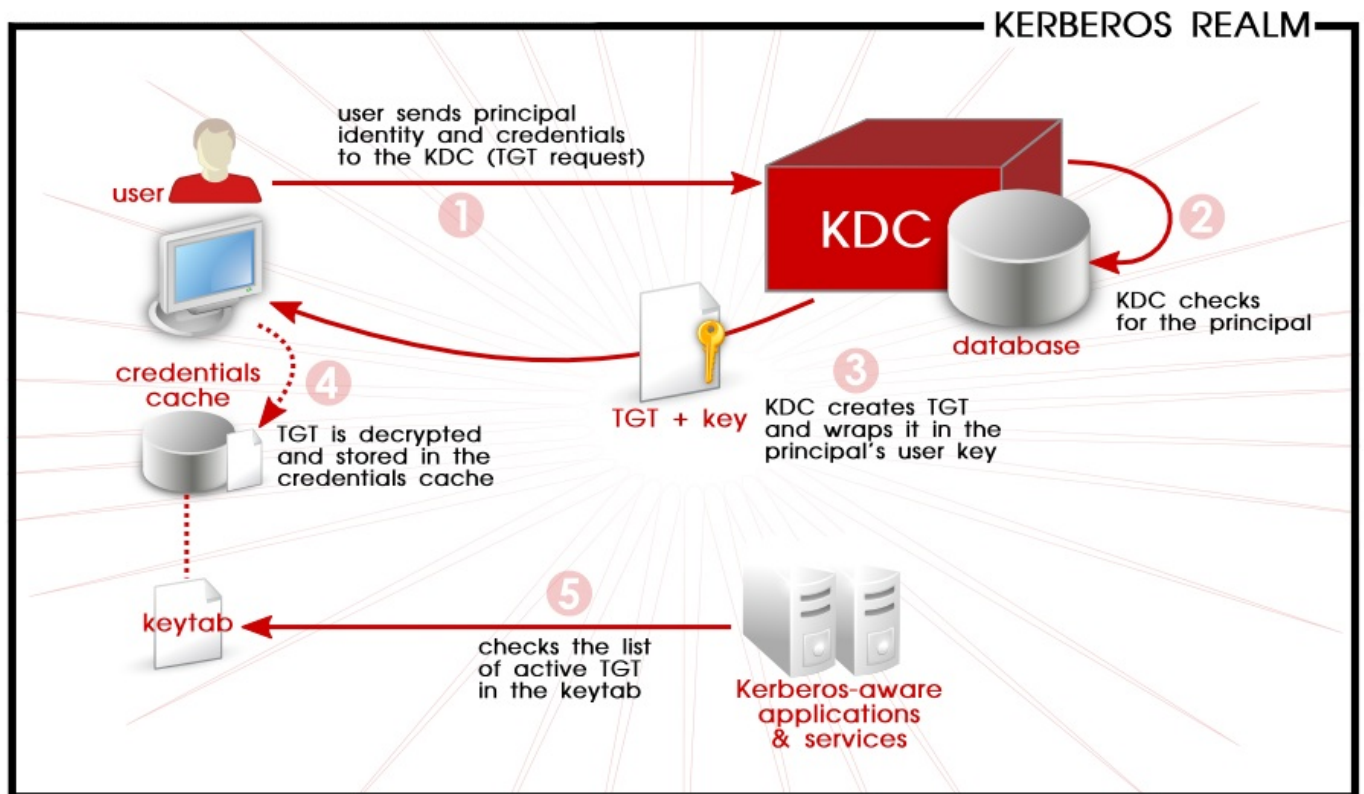 KERBEROS REALM
user sends principal
identity and credentials
to the KDC (TGT request)
user
1
KDC
2
KDC checks
for the principal
database
credentials
cache
4
TGT is decrypted
and stored in the
credentials cache
TGT + key
3
KDC creates TGT
and wraps it in the
principal's user key
keytab
5
checks the list
of active TGT
in the keytab
Kerberos-aware
applications
& services